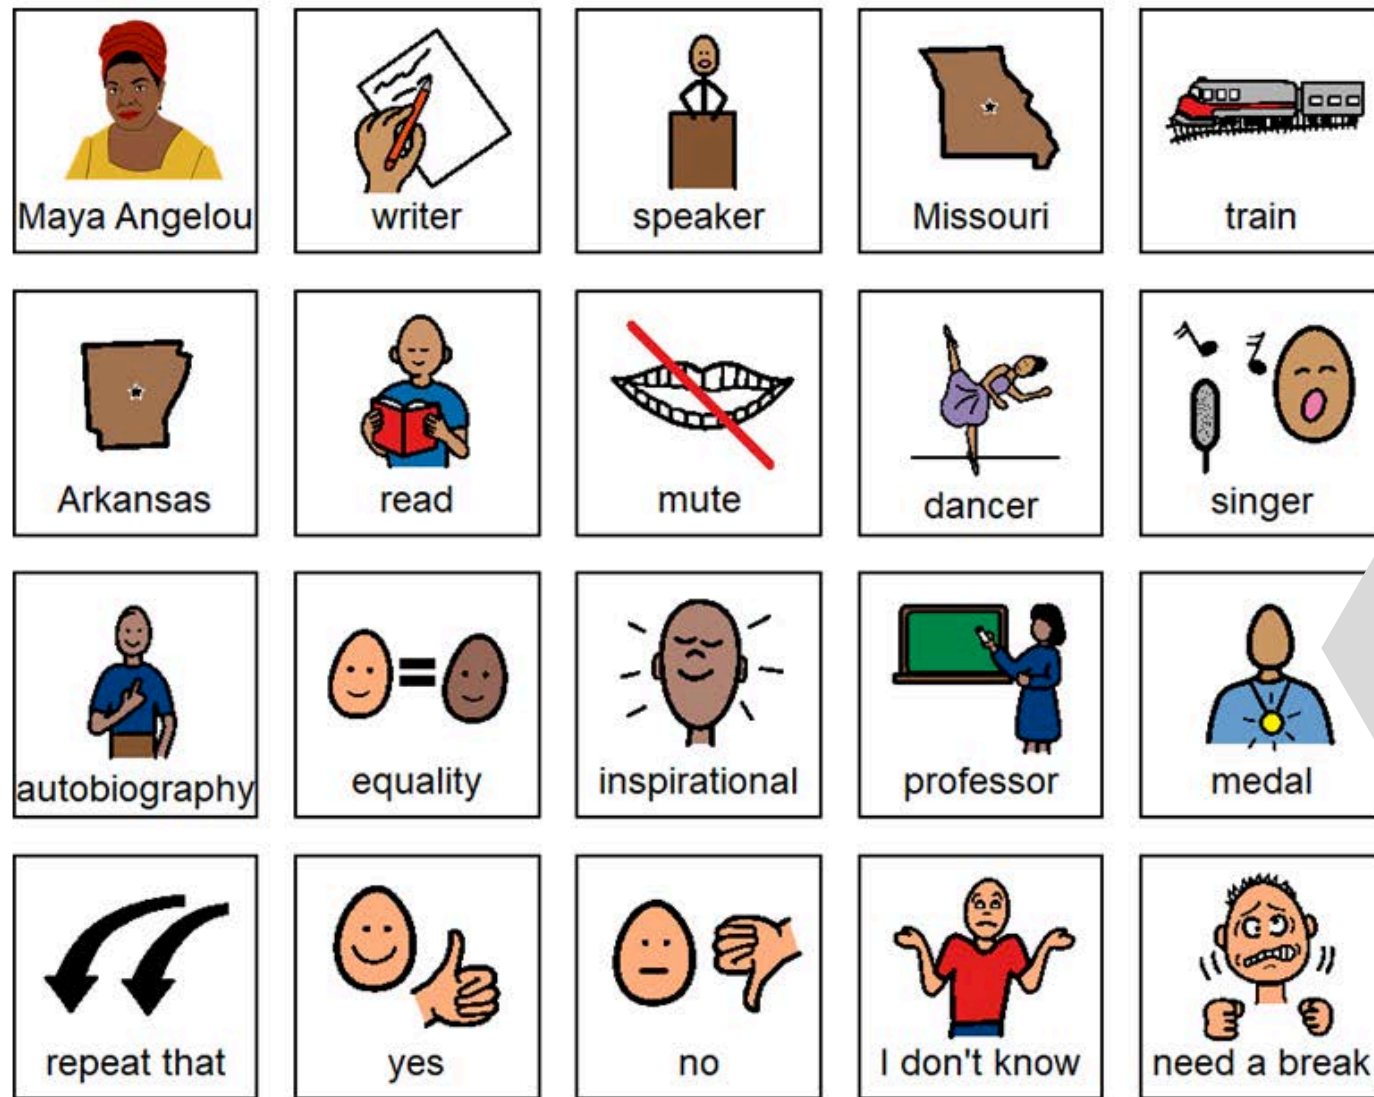 Maya Angelou
writer
speaker
Missouri
train
Arkansas
read
mute
dancer
singer
autobiography
equality
inspirational
professor
medal
repeat that
yes
no
I don't know
need a break